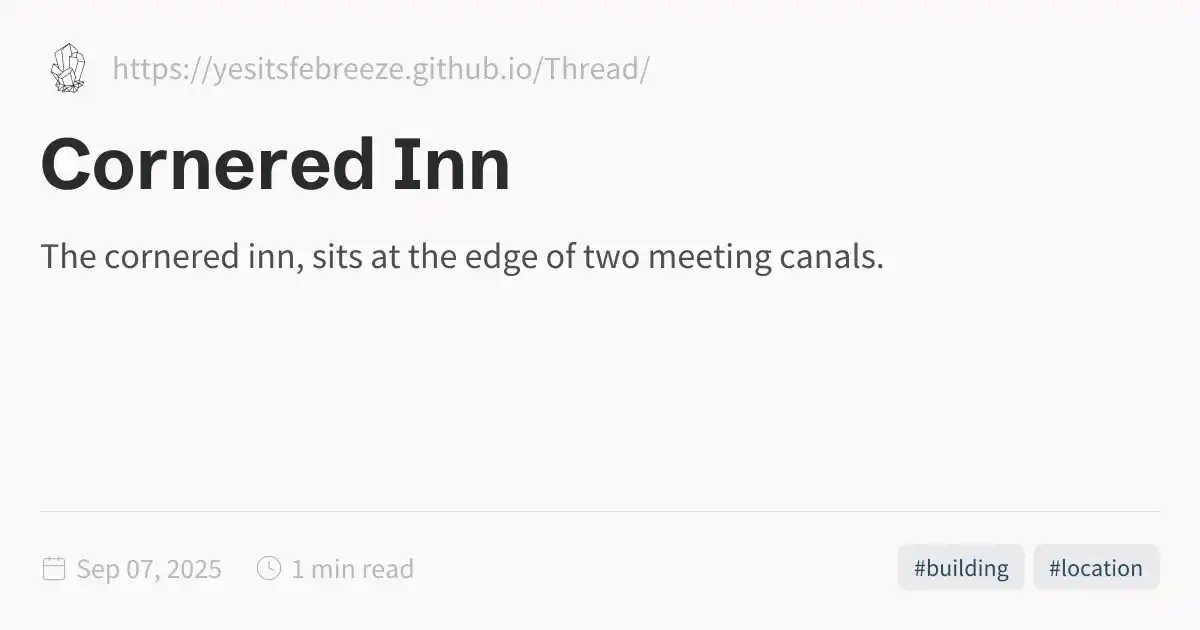 https://yesitsfebreeze.github.io/Thread/
Cornered Inn
The cornered inn, sits at the edge of two meeting canals.
Sep 07, 2025 1 min read #building #location